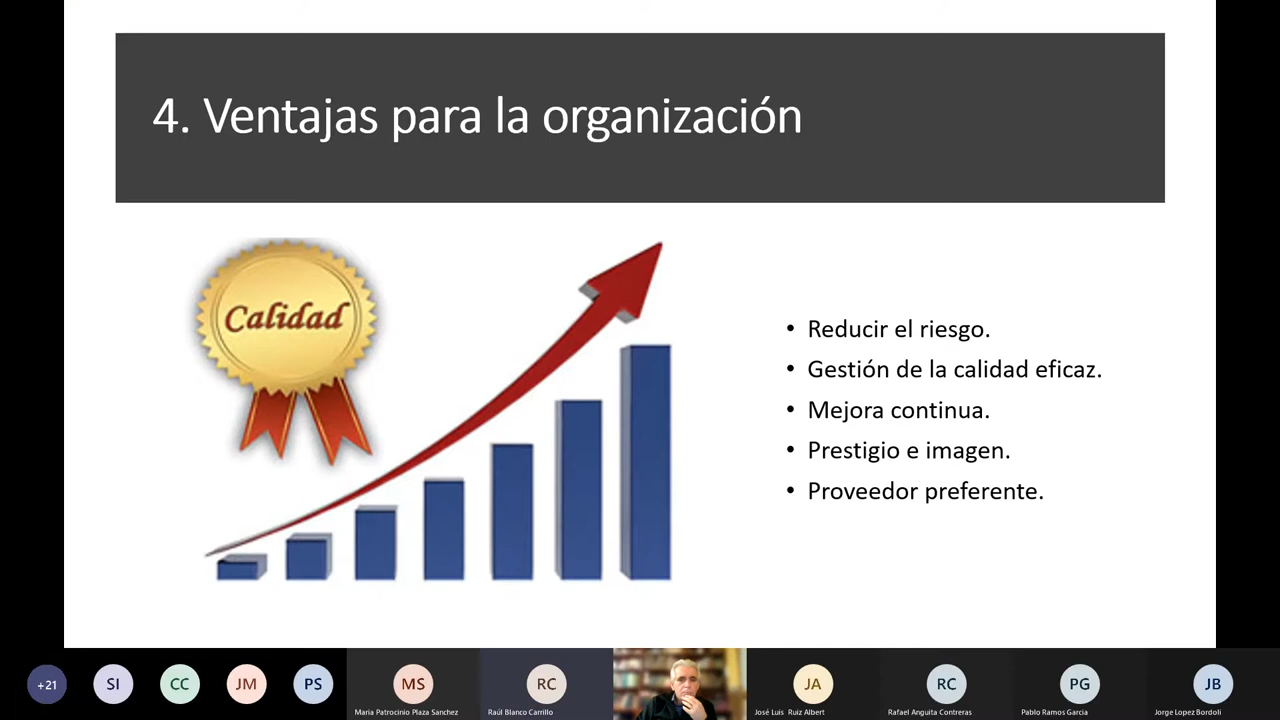 4. Ventajas para la organización
Calidad
• Reducir el riesgo.
• Gestión de la calidad eficaz.
• Mejora continua.
• Prestigio e imagen.
• Proveedor preferente.
+21
SI
CC
JM
PS
MS
RC
JA
RC
PG
JB
Maria Patrocinio Plaza Sanchez
Raúl Blanco Carrillo
José Luis Ruiz Albert
Rafael Anguita Contreras
Pablo Ramos Garcia
Jorge Lopez Bordoli